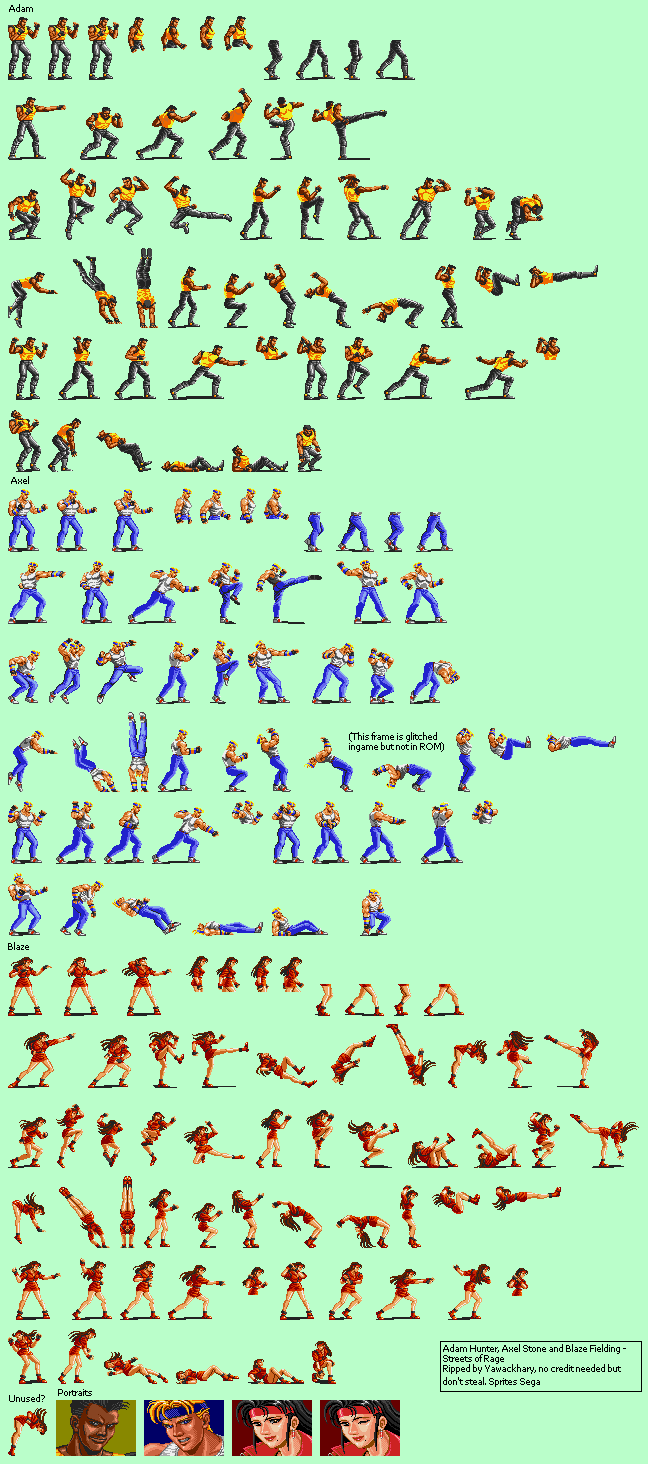 Adam
Axel
(This frame is glitched
ingame but not in ROM)
Blaze
Adam Hunter, Axel Stone and Blaze Fielding -
Streets of Rage
Ripped by Yawackhary, no credit needed but
don't steal. Sprites Sega
Unused?
Portraits